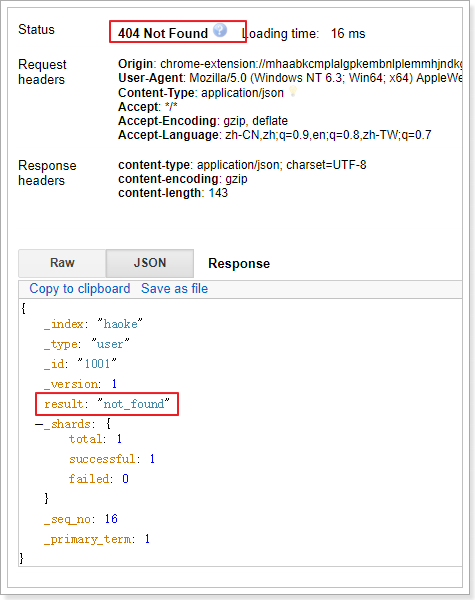 Status 404 Not Found ? Loading time: 16 ms
Request headers
Origin: chrome-extension://mhaabkcmplalgpkembnlplemmhjndkg
User-Agent: Mozilla/5.0 (Windows NT 6.3; Win64; x64) AppleWe
Content-Type: application/json
Accept: */*
Accept-Encoding: gzip, deflate
Accept-Language: zh-CN,zh;q=0.9,en;q=0.8,zh-TW;q=0.7
Response headers
content-type: application/json; charset=UTF-8
content-encoding: gzip
content-length: 143
Raw JSON Response
Copy to clipboard Save as file
{
_index: "haoke"
_type: "user"
_id: "1001"
_version: 1
result: "not_found"
_shards: {
total: 1
successful: 1
failed: 0
}
_seq_no: 16
_primary_term: 1
}